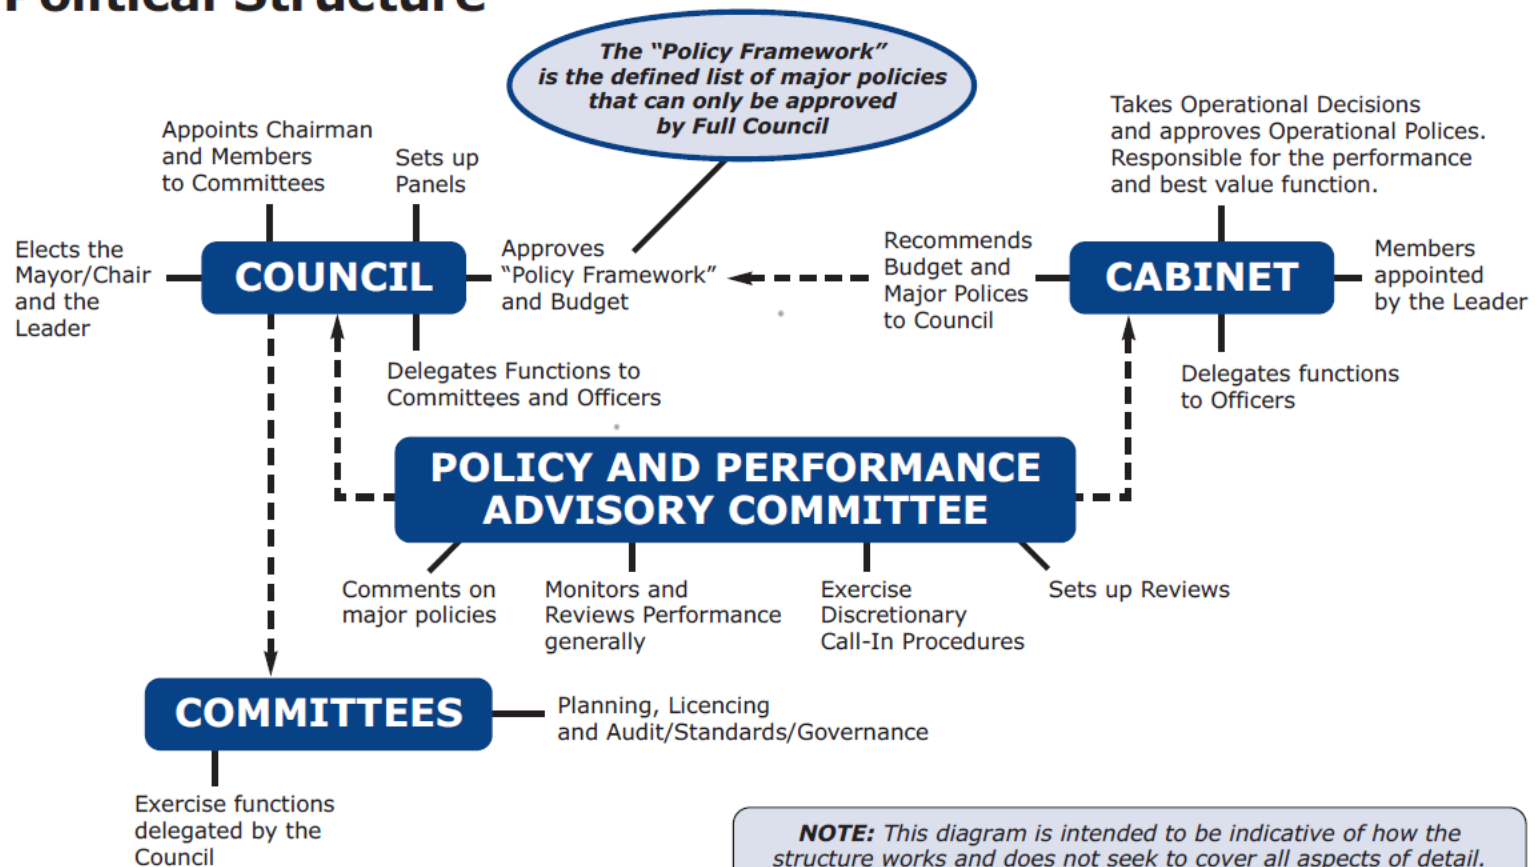 Political Structure
The “Policy Framework”
is the defined list of major policies
that can only be approved
by Full Council
Appoints Chairman
and Members
to Committees
Sets up
Panels
Elects the
Mayor/Chair
and the
Leader
COUNCIL
Approves
“Policy Framework”
and Budget
Delegates Functions to
Committees and Officers
Takes Operational Decisions
and approves Operational Polices.
Responsible for the performance
and best value function.
Recommends
Budget and
Major Polices
to Council
CABINET
Members
appointed
by the Leader
Delegates functions
to Officers
POLICY AND PERFORMANCE
ADVISORY COMMITTEE
Comments on
major policies
Monitors and
Reviews Performance
generally
Exercise
Discretionary
Call-In Procedures
Sets up Reviews
COMMITTEES
Planning, Licencing
and Audit/Standards/Governance
Exercise functions
delegated by the
Council
NOTE: This diagram is intended to be indicative of how the
structure works and does not seek to cover all aspects of detail.